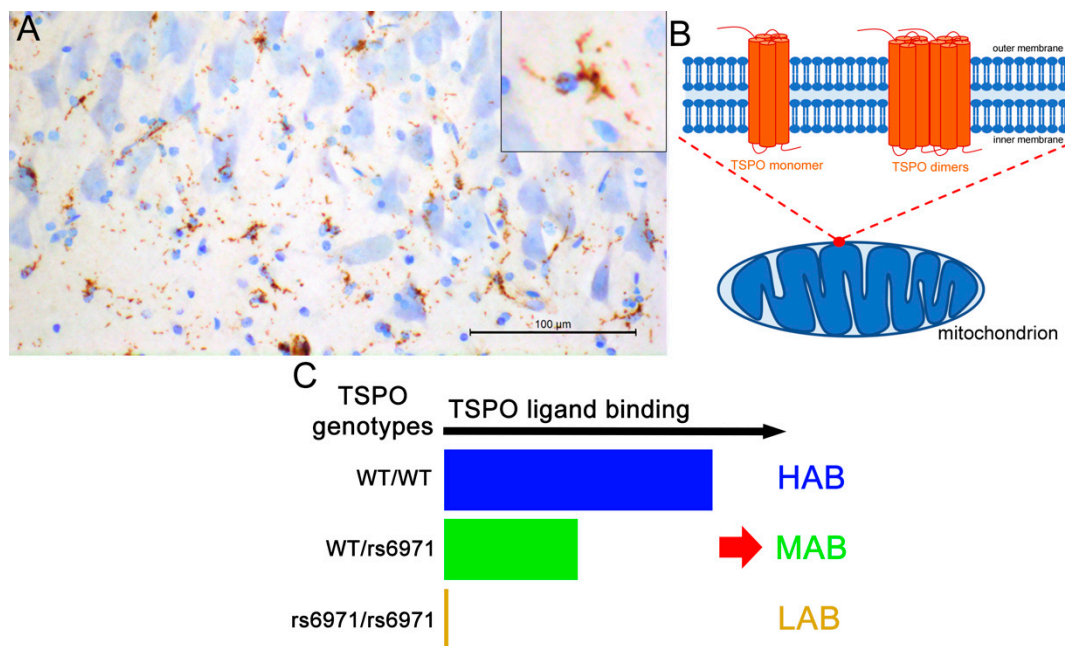 A
100 µm
B
outer membrane
inner membrane
TSPO monomer
TSPO dimers
mitochondrion
C
TSPO
genotypes
TSPO ligand binding
WT/WT
HAB
WT/rs6971
MAB
rs6971/rs6971
LAB